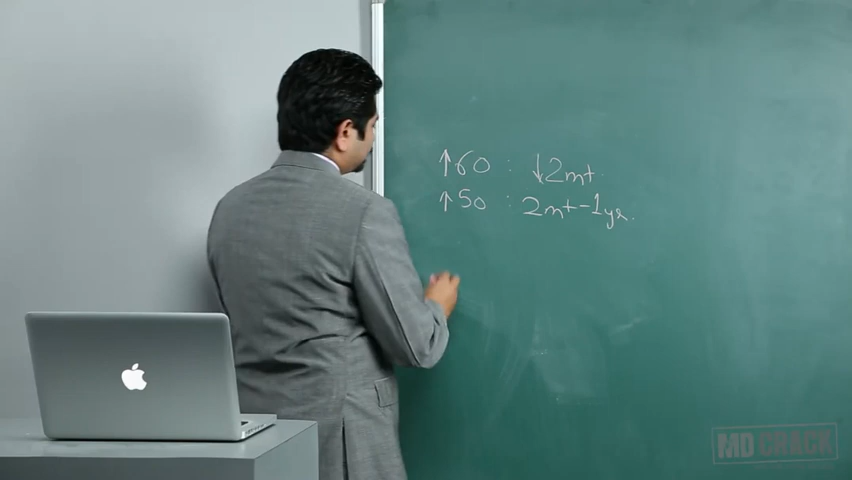 ↑60 : ↓2mt.
↑50 : 2mt-1yr.
MD CRACK